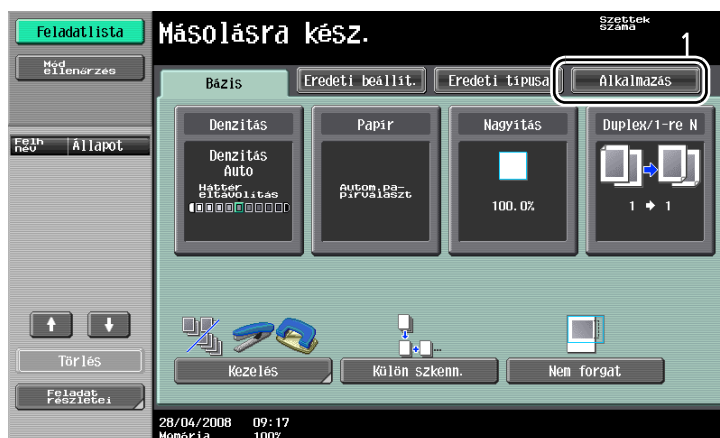 Feladatlista
Mód
ellenőrzés
Felh
név
Állapot
Törlés
Feladat
részletei
Másolásra kész.
Szettek
száma
1
Bázis
Eredeti beállít.
Eredeti típusa
Alkalmazás
Denzitás
Denzitás
Auto
Háttér
eltávolítás
Papír
Autom.pa-
pírválaszt
Nagyítás
100.0%
Duplex/1-re N
1 ➔ 1
Kezelés
Külön szkenn.
Nem forgat
28/04/2008 09:17
Memória 100%